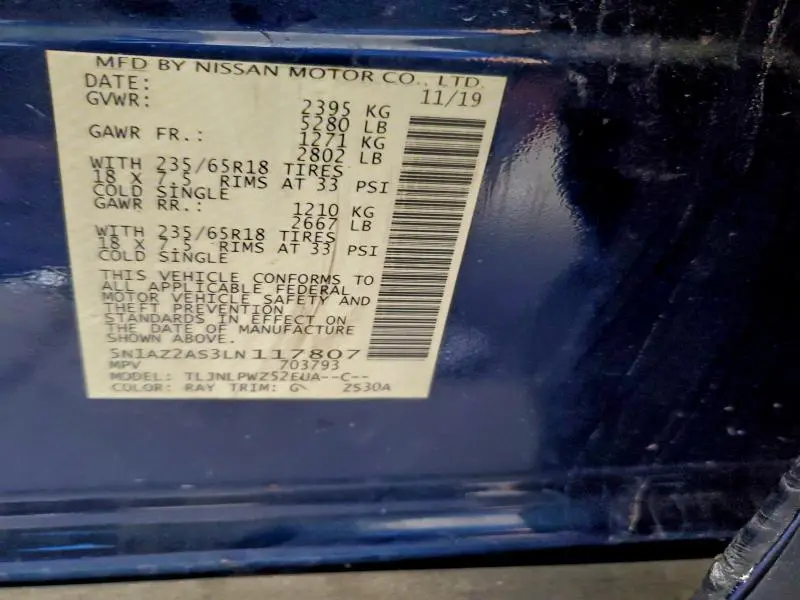 MFD BY NISSAN MOTOR CO., LTD.
DATE: 11/19
GVWR: 2395 KG
5280 LB
GAWR FR.: 1271 KG
2802 LB
WITH 235/65R18 TIRES
18 X 7.5 RIMS AT 33 PSI
COLD SINGLE
GAWR RR.: 1210 KG
2667 LB
WITH 235/65R18 TIRES
18 X 7.5 RIMS AT 33 PSI
COLD SINGLE
THIS VEHICLE CONFORMS TO
ALL APPLICABLE FEDERAL
MOTOR VEHICLE SAFETY AND
THEFT PREVENTION
STANDARDS IN EFFECT ON
THE DATE OF MANUFACTURE
SHOWN ABOVE.
5N1AZ2AS3LN117807
MPV 703793
MODEL: TLJNLPWZ52EUA--C--
COLOR: RAY TRIM: G 2S30A